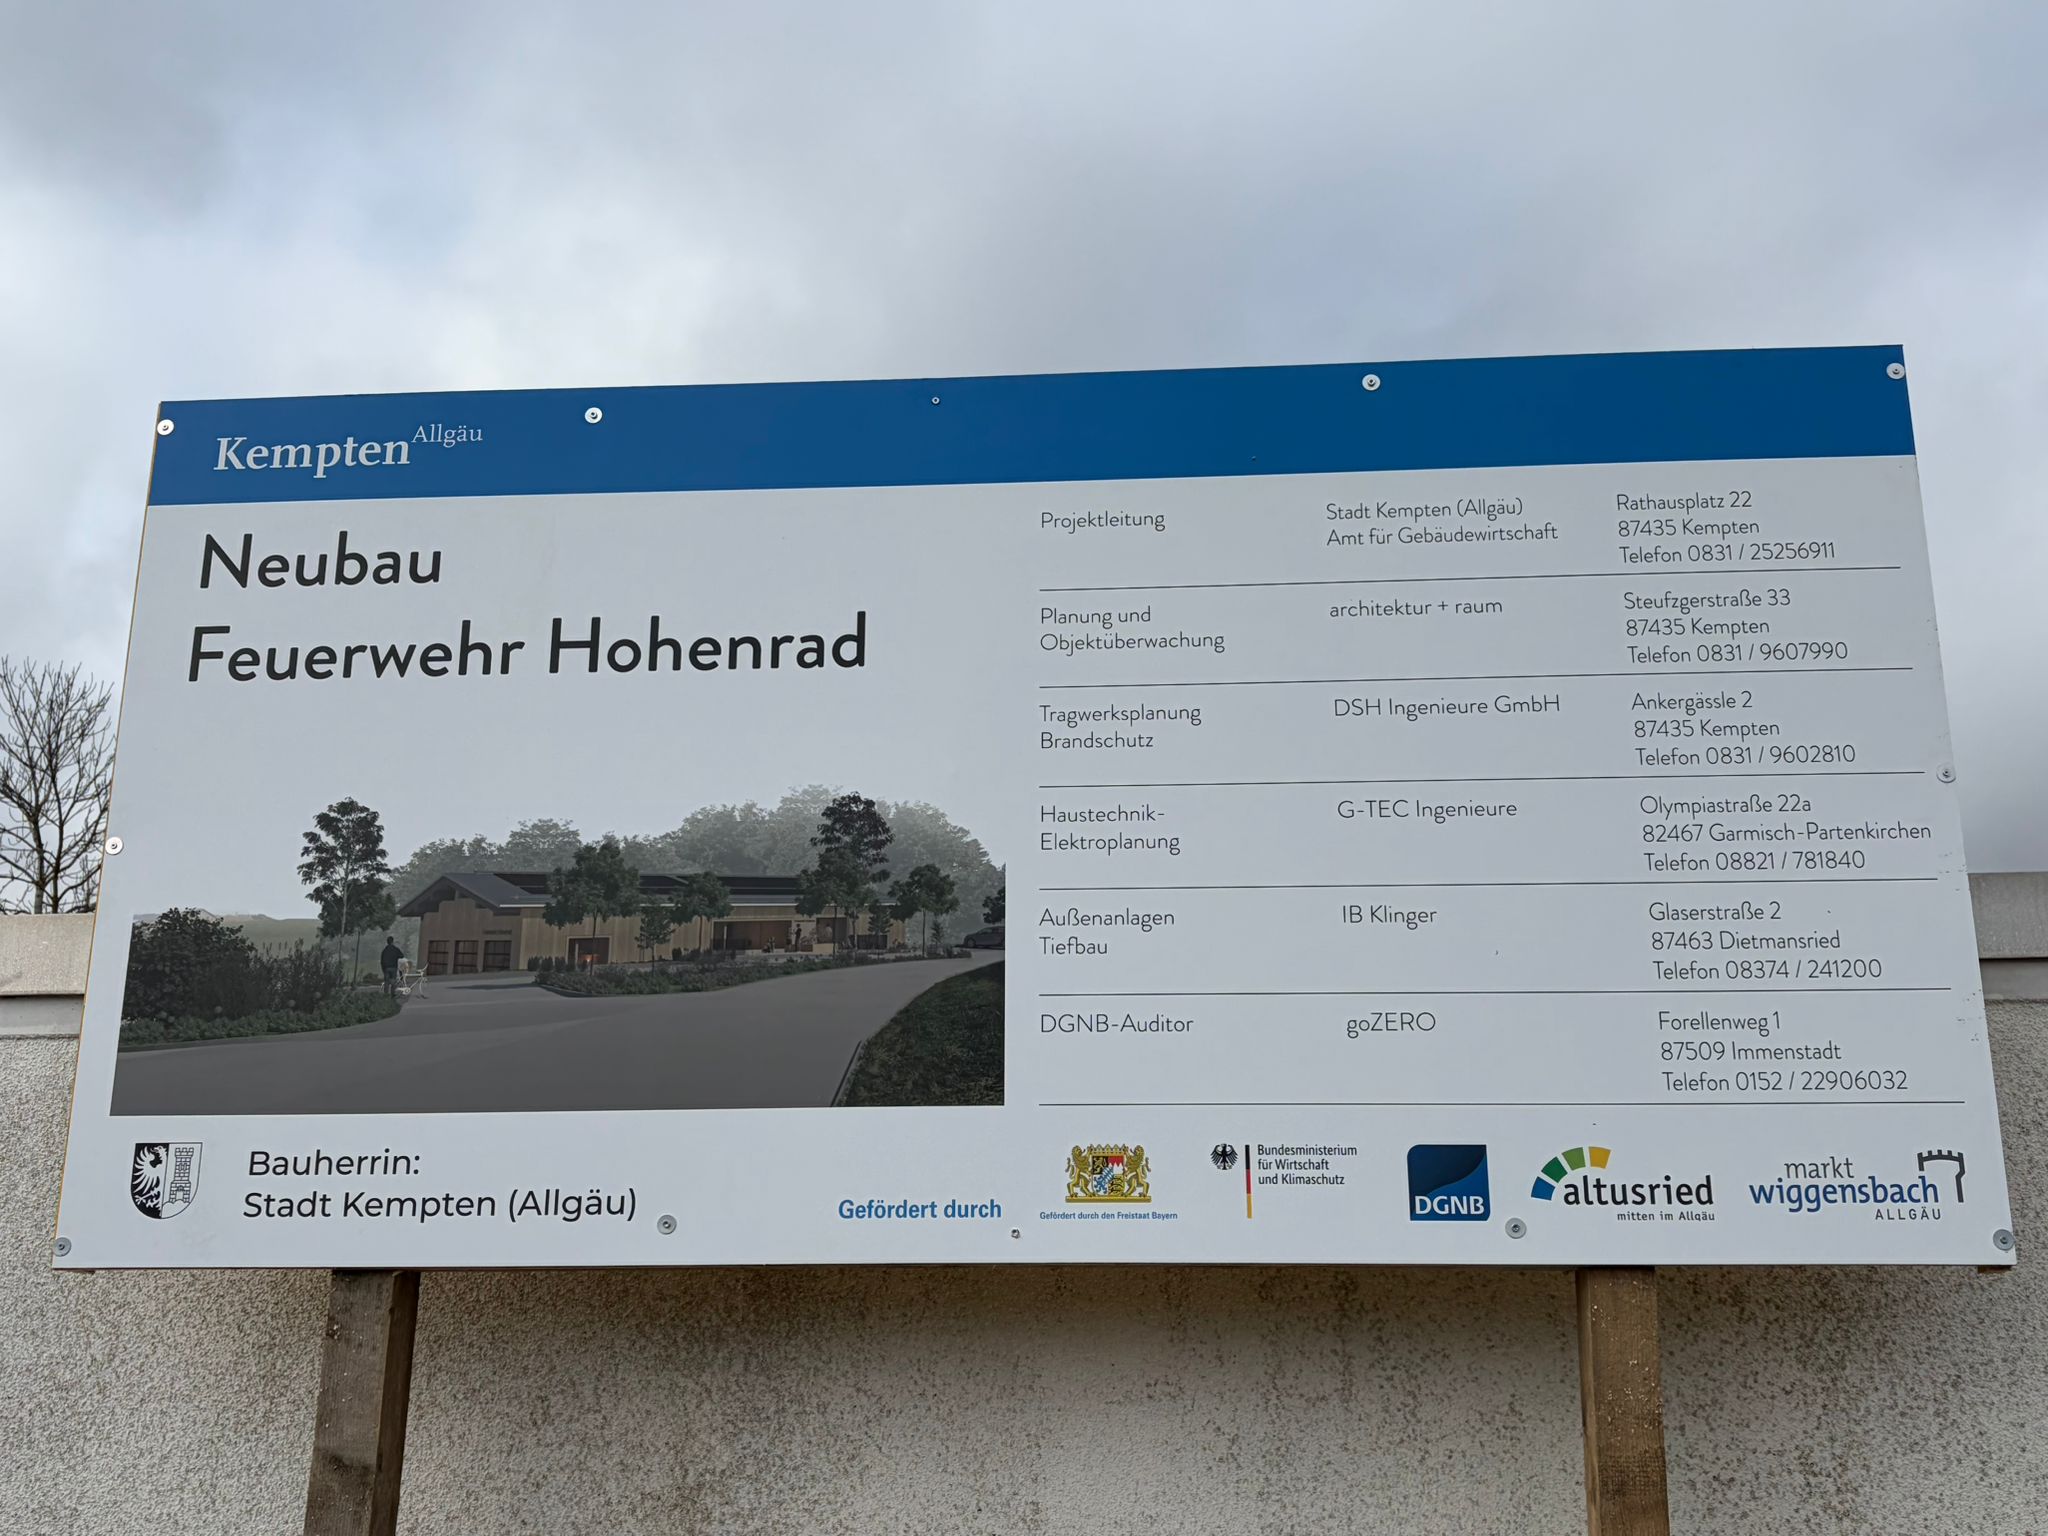 Kempten Allgäu
Neubau
Feuerwehr Hohenrad
Projektleitung
Stadt Kempten (Allgäu)
Amt für Gebäudewirtschaft
Rathausplatz 22
87435 Kempten
Telefon 0831 / 25256911
Planung und
Objektüberwachung
architektur + raum
Steufzgerstraße 33
87435 Kempten
Telefon 0831 / 9607990
Tragwerksplanung
Brandschutz
DSH Ingenieure GmbH
Ankergässle 2
87435 Kempten
Telefon 0831 / 9602810
Haustechnik-
Elektroplanung
G-TEC Ingenieure
Olympiastraße 22a
82467 Garmisch-Partenkirchen
Telefon 08821 / 781840
Außenanlagen
Tiefbau
IB Klinger
Glaserstraße 2
87463 Dietmansried
Telefon 08374 / 241200
DGNB-Auditor
goZERO
Forellenweg 1
87509 Immenstadt
Telefon 0152 / 22906032
Bauherrin:
Stadt Kempten (Allgäu)
Gefördert durch
Gefördert durch den Freistaat Bayern
Bundesministerium
für Wirtschaft
und Klimaschutz
DGNB
altusried
mitten im Allgäu
markt
wiggensbach
ALLGÄU